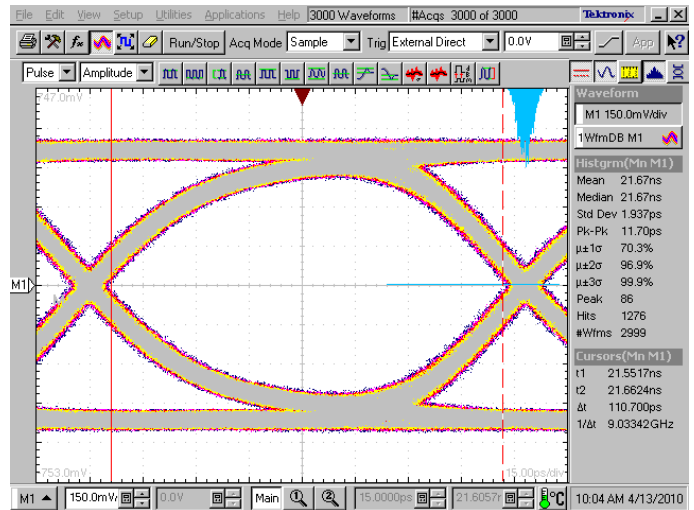 File Edit View Setup Utilities Applications Help 3000 Waveforms #Acqs 3000 of 3000 Tektronix
Run/Stop Acq Mode Sample Trig External Direct 0.0V App
Pulse Amplitude
747.0mV
Waveform
M1 150.0mV/div
1WfmDB M1
Histgrm(Mn M1)
Mean 21.67ns
Median 21.67ns
Std Dev 1.937ps
Pk-Pk 11.70ps
µ±1σ 70.3%
µ±2σ 96.9%
µ±3σ 99.9%
Peak 86
Hits 1276
#Wfms 2999
M1
Cursors(Mn M1)
t1 21.5517ns
t2 21.6624ns
Δt 110.700ps
1/Δt 9.03342GHz
-753.0mV 15.00ps/div
M1 150.0mV/ 0.0V Main 15.0000ps 21.6057r °C 10:04 AM 4/13/2010